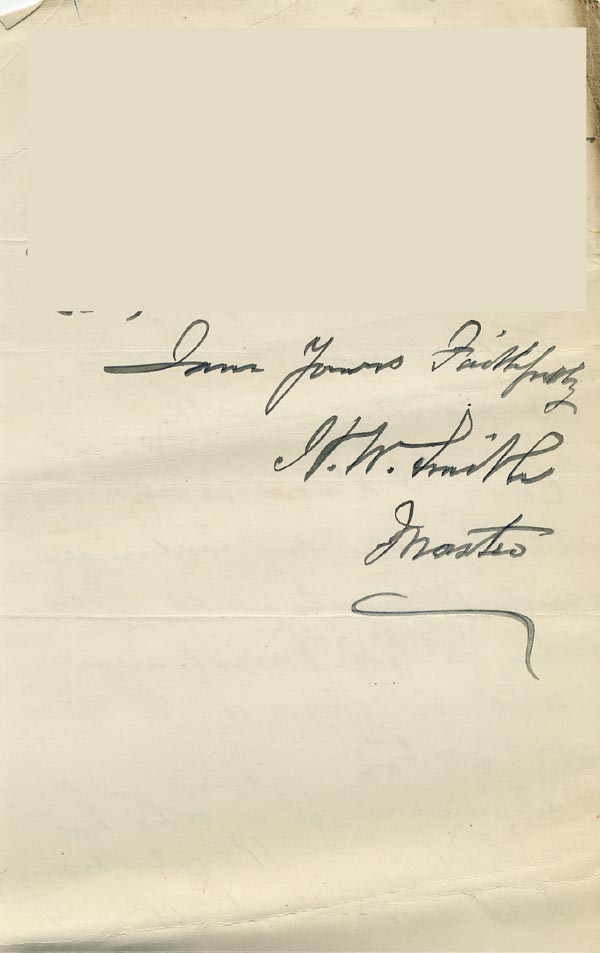 I am Yours Faithfully
H. W. Smith
Master